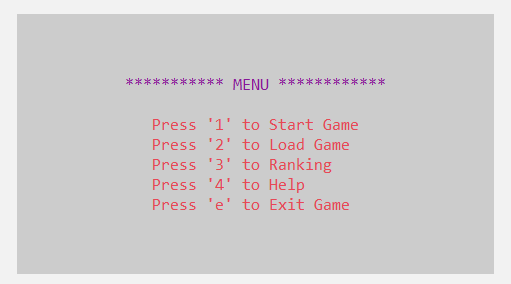 *********** MENU ************
Press '1' to Start Game
Press '2' to Load Game
Press '3' to Ranking
Press '4' to Help
Press 'e' to Exit Game